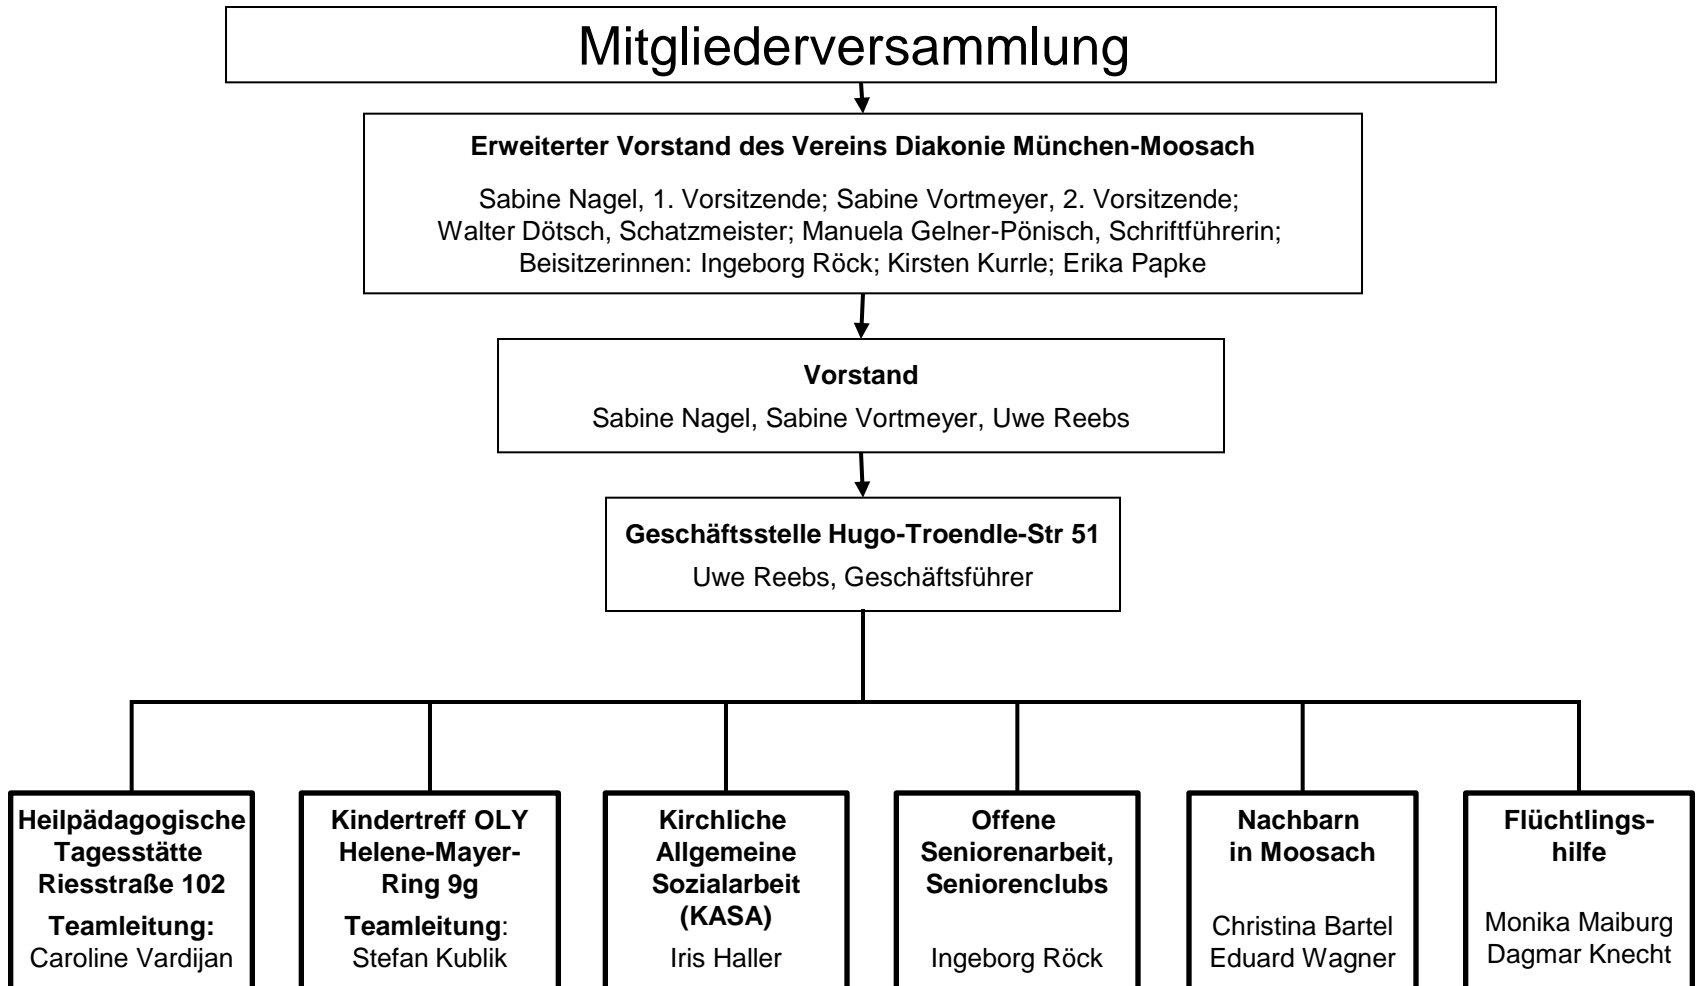 Mitgliederversammlung
Erweiterter Vorstand des Vereins Diakonie München-Moosach
Sabine Nagel, 1. Vorsitzende; Sabine Vortmeyer, 2. Vorsitzende;
Walter Dötsch, Schatzmeister; Manuela Gelner-Pönisch, Schriftführerin;
Beisitzerinnen: Ingeborg Röck; Kirsten Kurrle; Erika Papke
Vorstand
Sabine Nagel, Sabine Vortmeyer, Uwe Reebs
Geschäftsstelle Hugo-Troendle-Str 51
Uwe Reebs, Geschäftsführer
Heilpädagogische
Tagesstätte
Riesstraße 102
Teamleitung:
Caroline Vardijan
Kindertreff OLY
Helene-Mayer-
Ring 9g
Teamleitung:
Stefan Kublik
Kirchliche
Allgemeine
Sozialarbeit
(KASA)
Iris Haller
Offene
Seniorenarbeit,
Seniorenclubs
Ingeborg Röck
Nachbarn
in Moosach
Christina Bartel
Eduard Wagner
Flüchtlings-
hilfe
Monika Maiburg
Dagmar Knecht